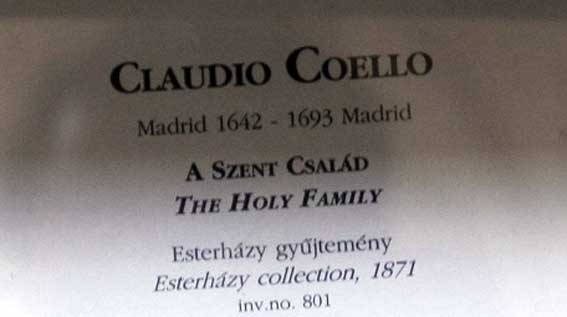 CLAUDIO COELLO
Madrid 1642 - 1693 Madrid
A SZENT CSALÁD
THE HOLY FAMILY
Esterházy gyűjtemény
Esterházy collection, 1871
inv.no. 801